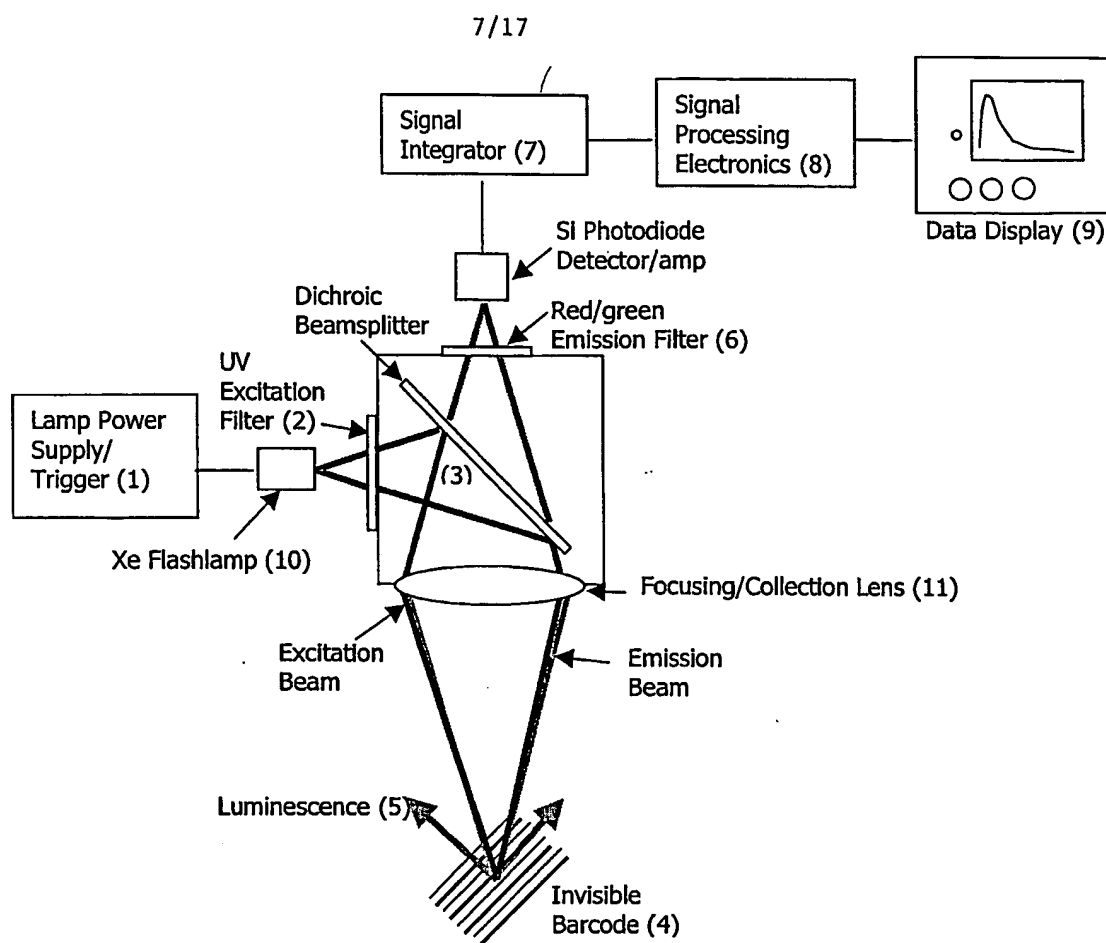 7/17
Signal
Integrator (7)
Signal
Processing
Electronics (8)
Data Display (9)
Si Photodiode
Detector/amp
Dichroic
Beamsplitter
Red/green
Emission Filter (6)
UV
Excitation
Filter (2)
Lamp Power
Supply/
Trigger (1)
(3)
Xe Flashlamp (10)
Focusing/Collection Lens (11)
Excitation
Beam
Emission
Beam
Luminescence (5)
Invisible
Barcode (4)